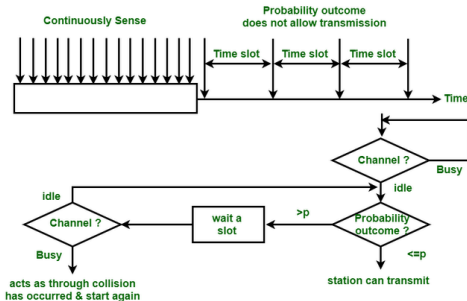 Continuously Sense
Probability outcome
does not allow transmission
Time slot
Time slot
Time slot
Time
Channel ?
Busy
idle
idle
Channel ?
wait a
slot
>p
Probability
outcome ?
Busy
<=p
acts as through collision
has occurred & start again
station can transmit